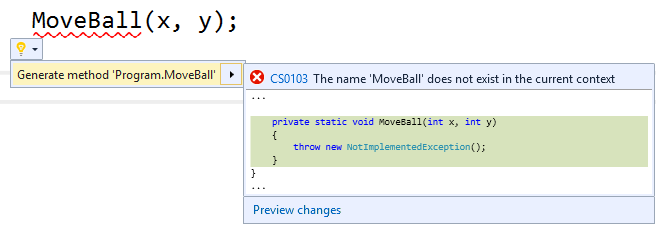 MoveBall(x, y);
Generate method 'Program.MoveBall'
CS0103 The name 'MoveBall' does not exist in the current context
...
private static void MoveBall(int x, int y)
{
throw new NotImplementedException();
}
}
...
Preview changes